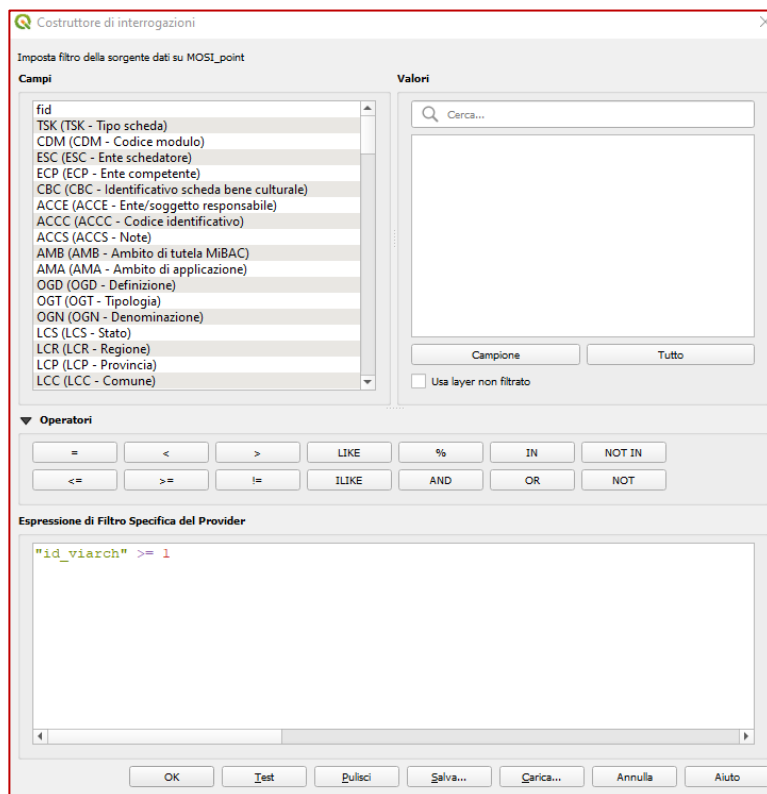 Costruttore di interrogazioni
Imposta filtro della sorgente dati su MOSI_point
Campi
Valori
fid
TSK (TSK - Tipo scheda)
CDM (CDM - Codice modulo)
ESC (ESC - Ente schedatore)
ECP (ECP - Ente competente)
CBC (CBC - Identificativo scheda bene culturale)
ACCE (ACCE - Ente/soggetto responsabile)
ACCC (ACCC - Codice identificativo)
ACCS (ACCS - Note)
AMB (AMB - Ambito di tutela MiBAC)
AMA (AMA - Ambito di applicazione)
OGD (OGD - Definizione)
OGT (OGT - Tipologia)
OGN (OGN - Denominazione)
LCS (LCS - Stato)
LCR (LCR - Regione)
LCP (LCP - Provincia)
LCC (LCC - Comune)
Cerca...
Campione Tutto
Usa layer non filtrato
Operatori
= < > LIKE % IN NOT IN
<= >= != ILIKE AND OR NOT
Espressione di Filtro Specifica del Provider
"id_viarch" >= 1
OK Test Pulisci Salva... Carica... Annulla Aiuto